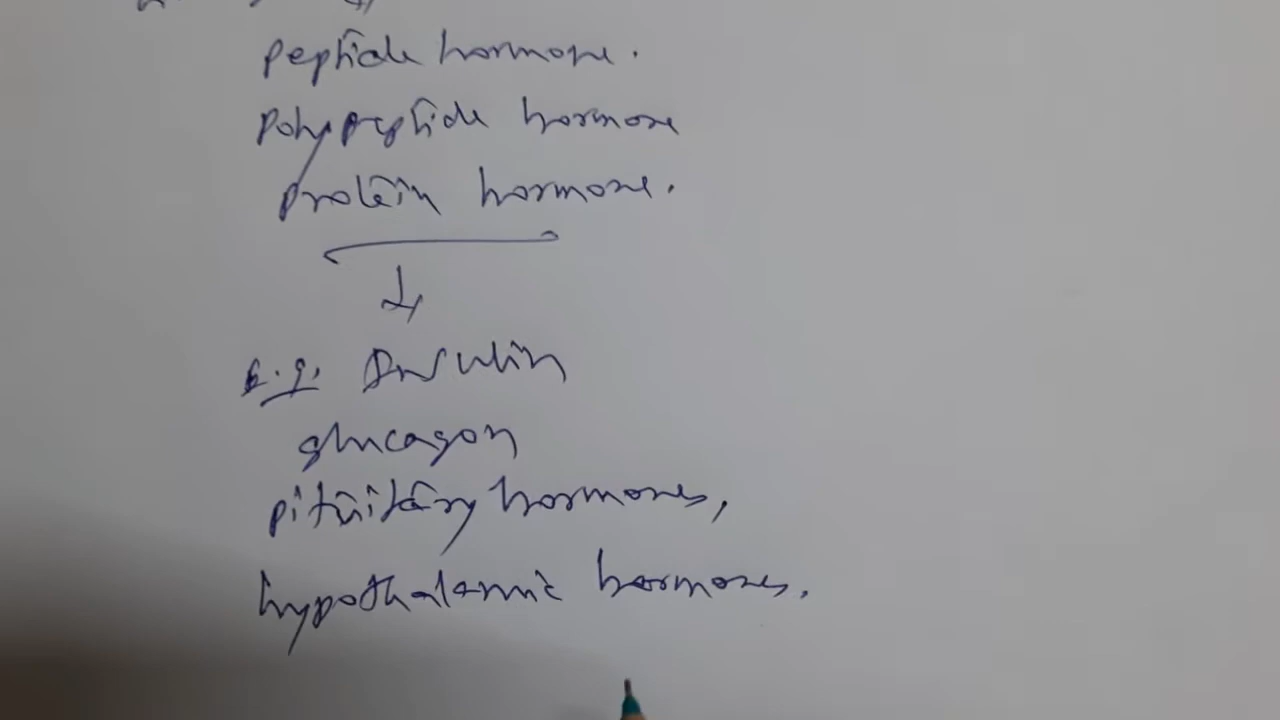 peptide hormone.
polypeptide hormone
protein hormone.
e.g. Insulin
glucagon
pituitary hormones,
hypothalamic hormones.